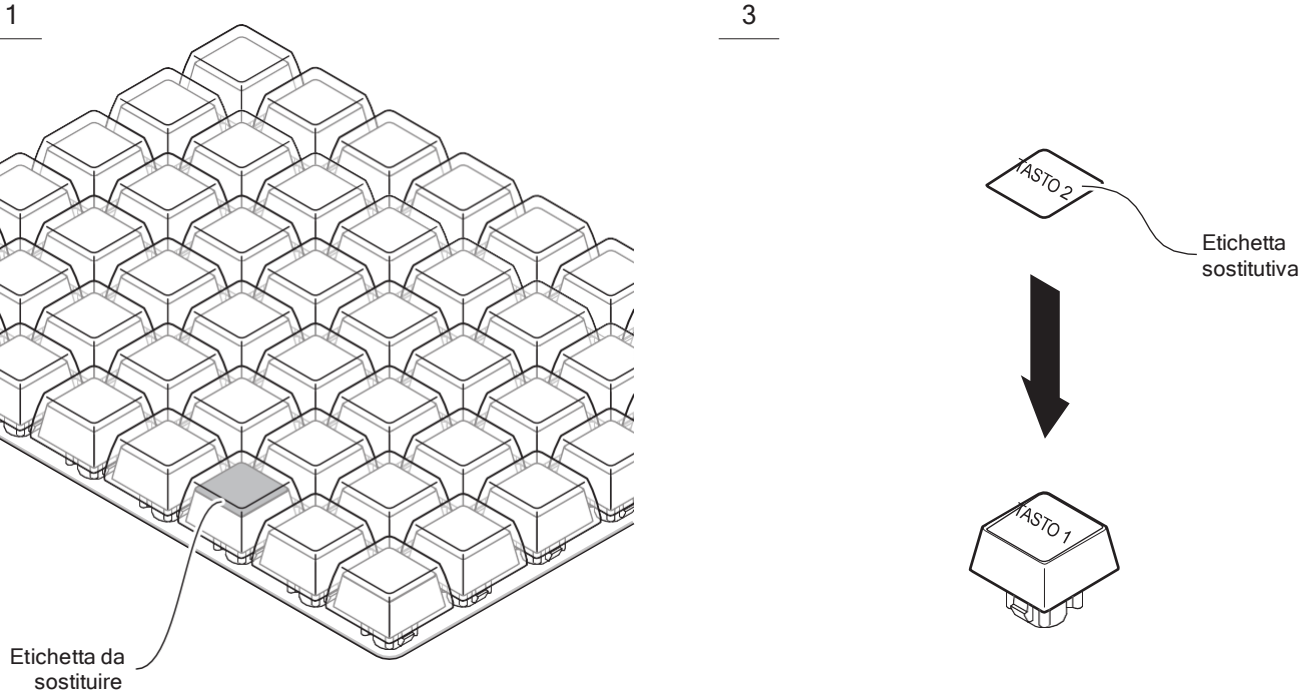 1
Etichetta da
sostituire
3
TASTO 2
Etichetta
sostitutiva
TASTO 1